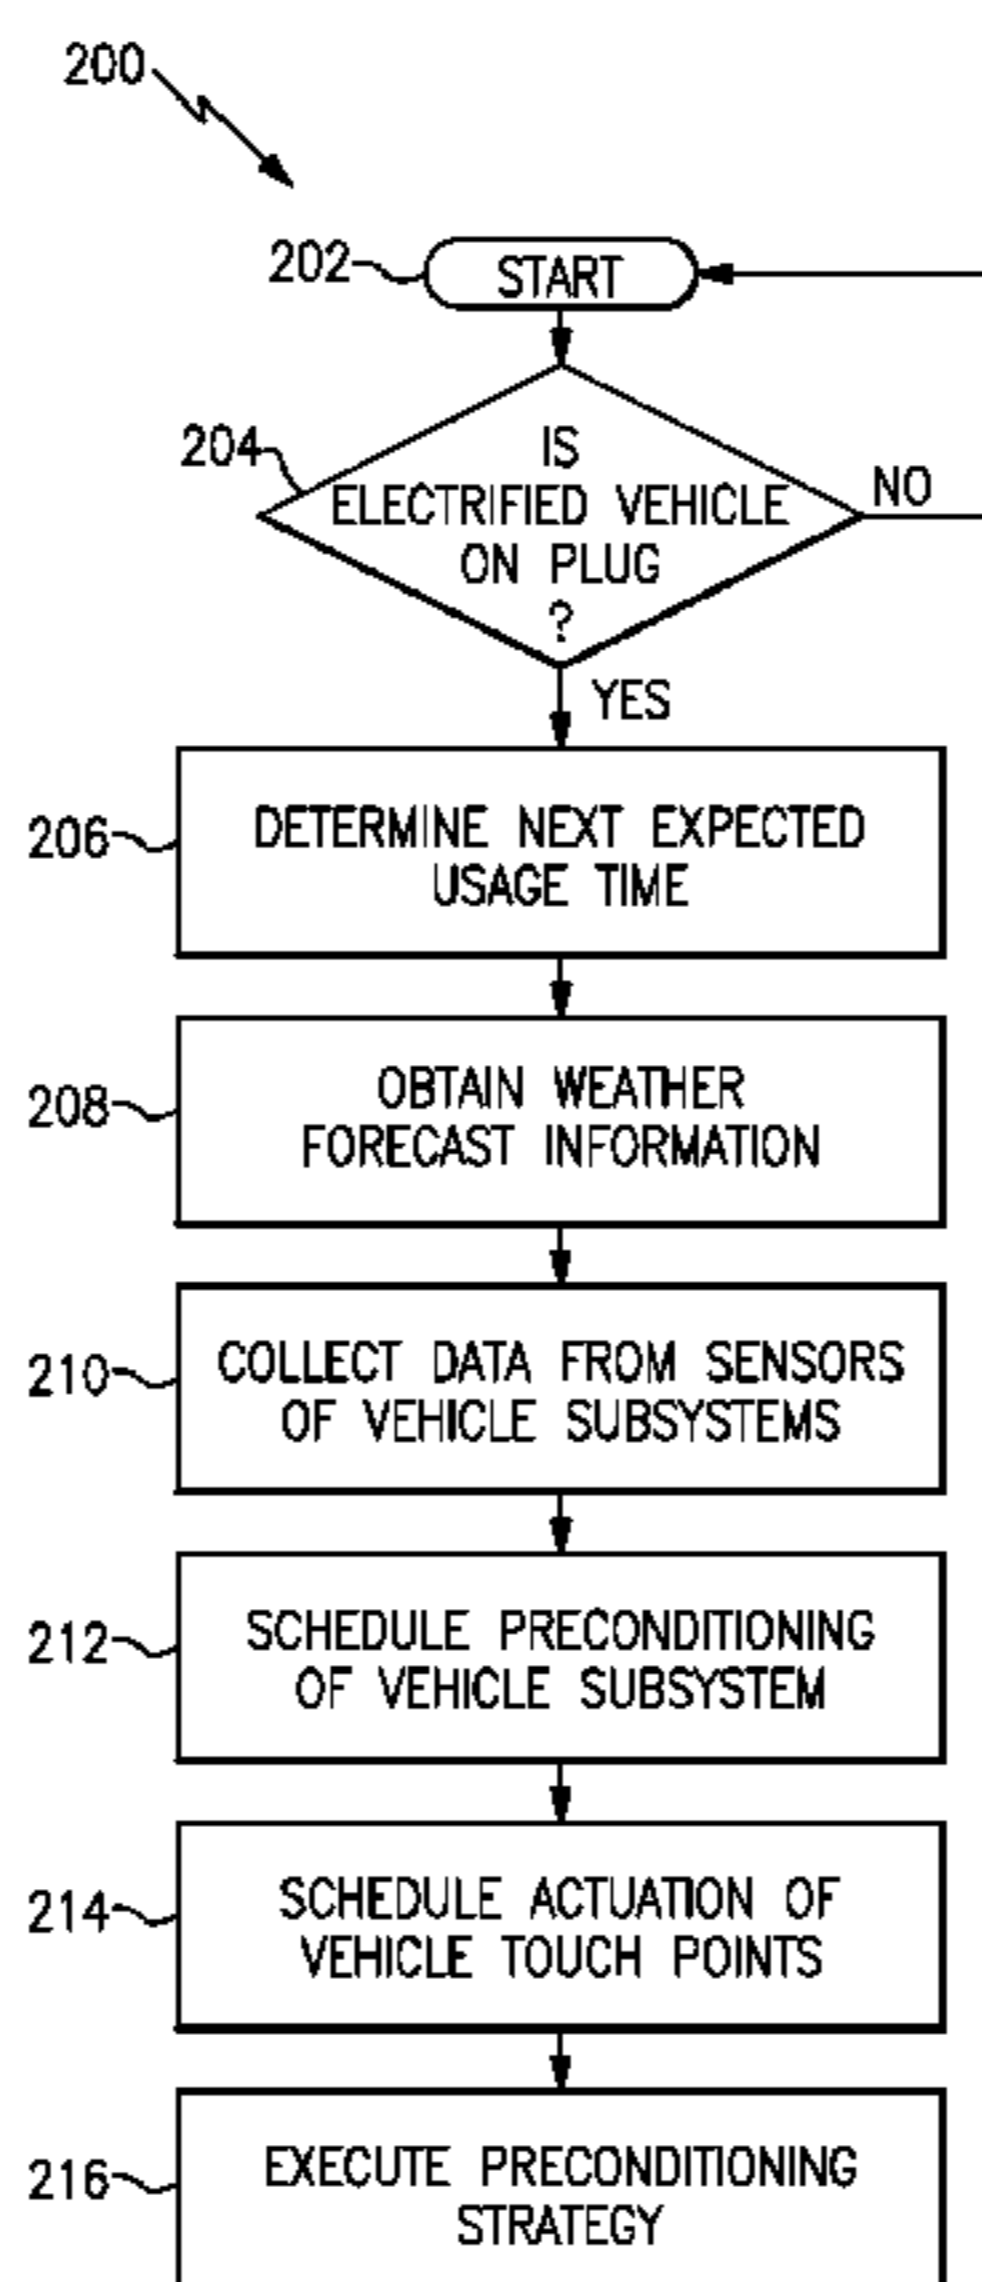 200
202
START
204
IS
ELECTRIFIED VEHICLE
ON PLUG
?
NO
YES
206
DETERMINE NEXT EXPECTED
USAGE TIME
208
OBTAIN WEATHER
FORECAST INFORMATION
210
COLLECT DATA FROM SENSORS
OF VEHICLE SUBSYSTEMS
212
SCHEDULE PRECONDITIONING
OF VEHICLE SUBSYSTEM
214
SCHEDULE ACTUATION OF
VEHICLE TOUCH POINTS
216
EXECUTE PRECONDITIONING
STRATEGY